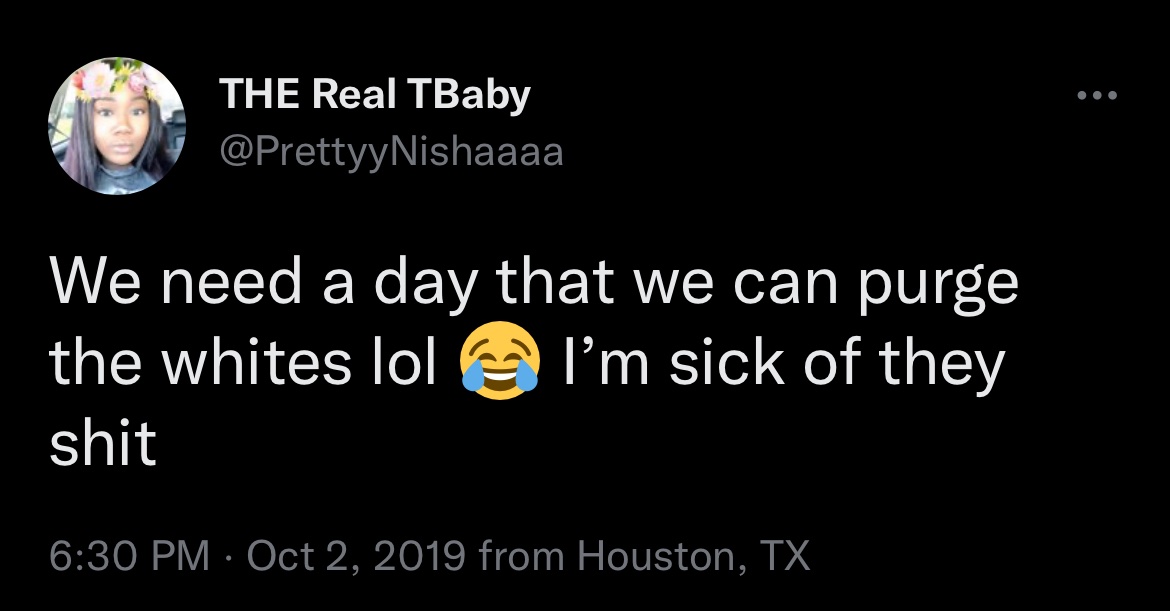 THE Real TBaby
@PrettyyNishaaaa
We need a day that we can purge
the whites lol 😂 I’m sick of they
shit
6:30 PM · Oct 2, 2019 from Houston, TX